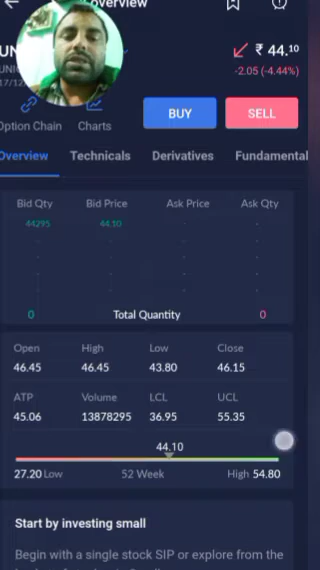 Overview
UN
₹ 44.10
UNI
-2.05 (-4.44%)
17/12
Option Chain
Charts
BUY
SELL
Overview
Technicals
Derivatives
Fundamental
Bid Qty
Bid Price
Ask Price
Ask Qty
44295
44.10
0
Total Quantity
0
Open
High
Low
Close
46.45
46.45
43.80
46.15
ATP
Volume
LCL
UCL
45.06
13878295
36.95
55.35
44.10
27.20 Low
52 Week
High 54.80
Start by investing small
Begin with a single stock SIP or explore from the